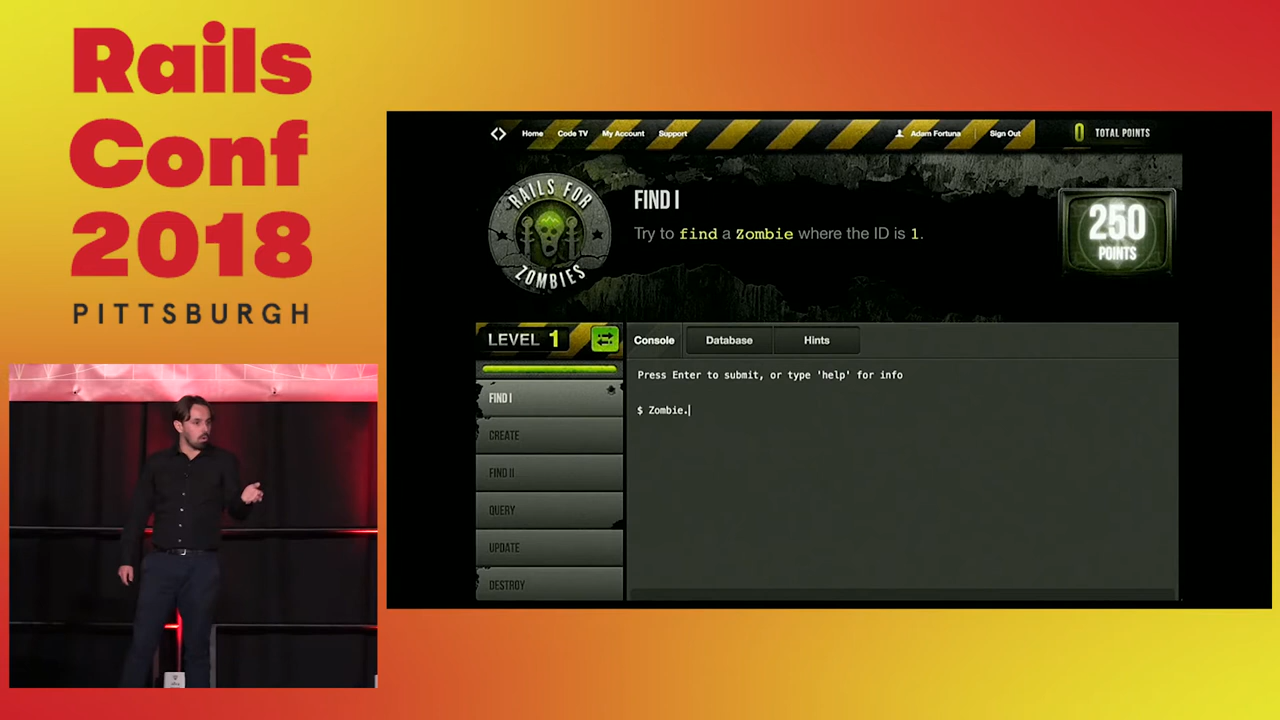 Rails
Conf
2018
PITTSBURGH
Home Code TV My Account Support Adam Fortuna Sign Out 0 TOTAL POINTS
RAILS FOR
ZOMBIES
FIND I
Try to find a Zombie where the ID is 1.
250
POINTS
LEVEL 1
Console Database Hints
FIND I
CREATE
FIND II
QUERY
UPDATE
DESTROY
Press Enter to submit, or type 'help' for info
$ Zombie.